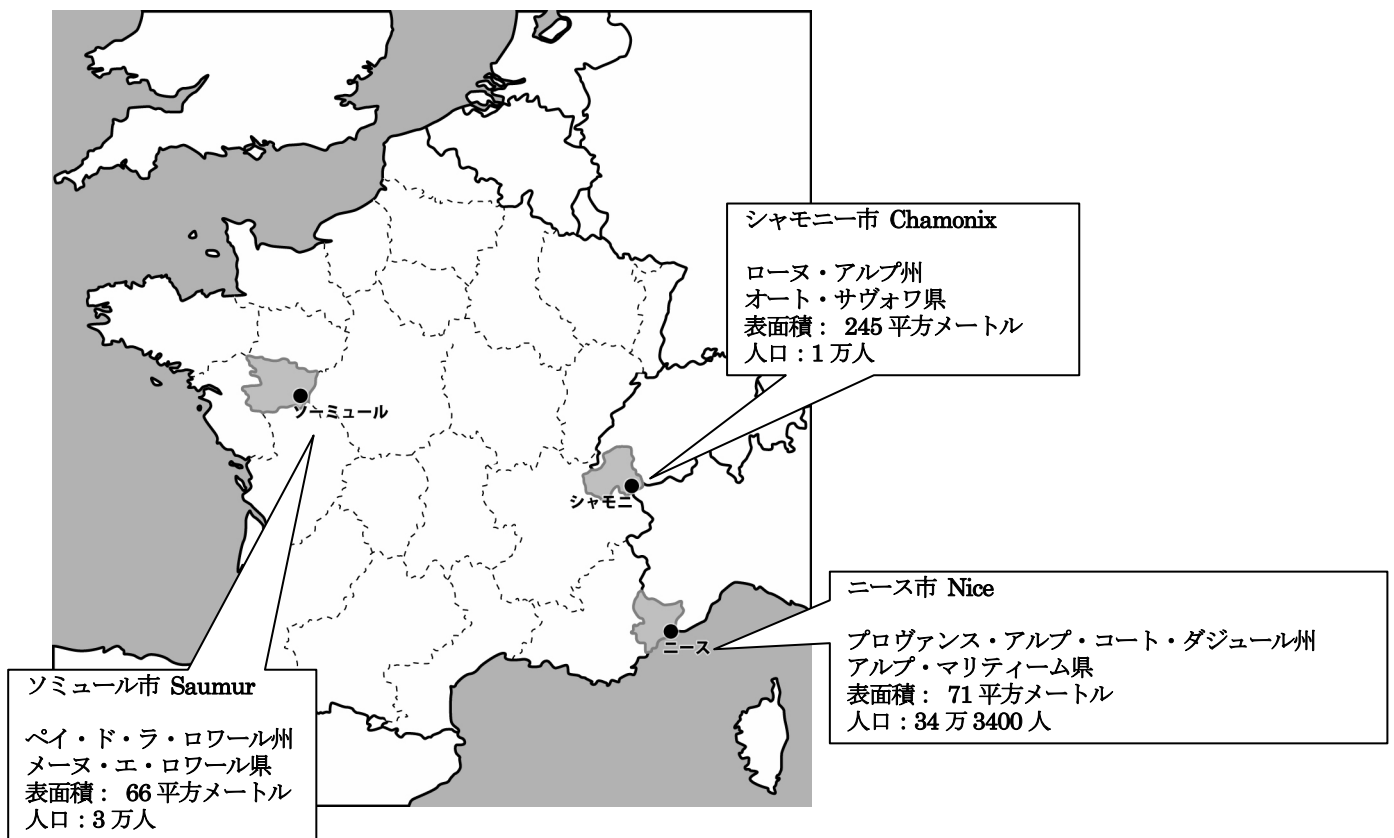 シャモニー市 Chamonix
ローヌ・アルプ州
オート・サヴォワ県
表面積： 245 平方メートル
人口：1 万人
ソーミュール
シャモニ
ニース
ニース市 Nice
プロヴァンス・アルプ・コート・ダジュール州
アルプ・マリティーム県
表面積： 71 平方メートル
人口：34 万 3400 人
ソミュール市 Saumur
ペイ・ド・ラ・ロワール州
メーヌ・エ・ロワール県
表面積： 66 平方メートル
人口：3 万人